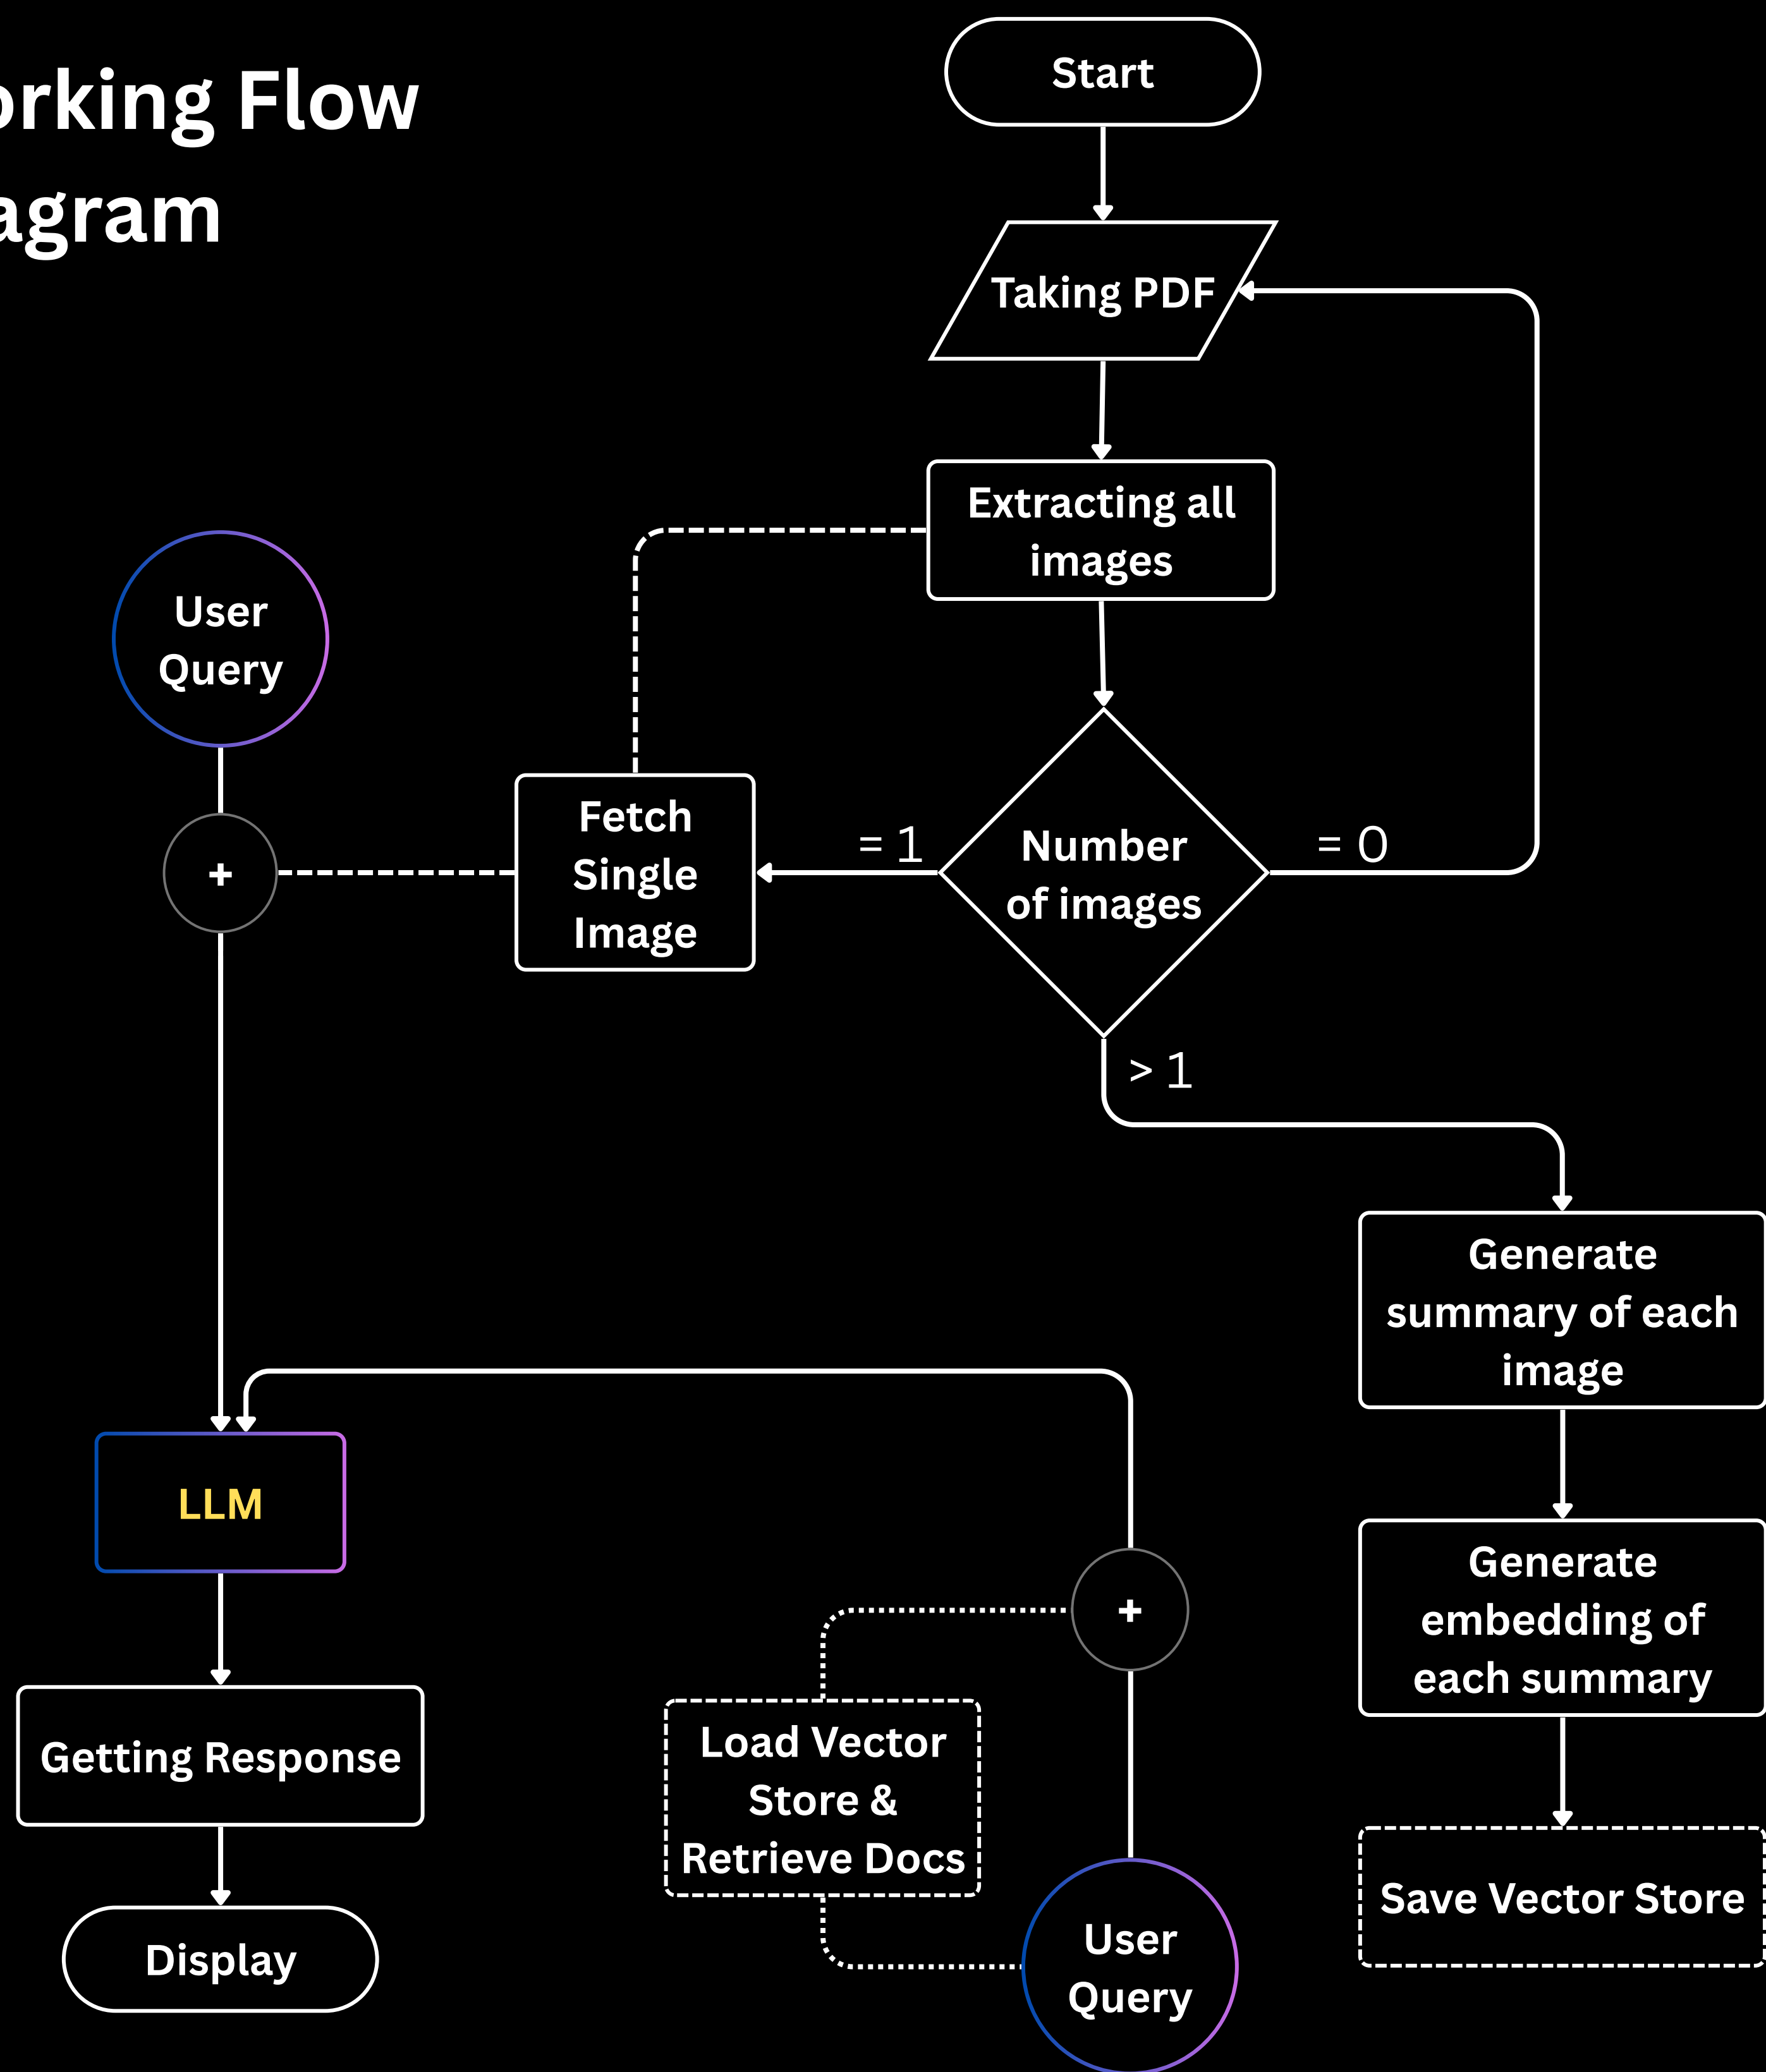 orking Flow
agram
Start
Taking PDF
Extracting all
images
User
Query
+
Fetch
Single
Image
= 1
Number
of images
= 0
> 1
Generate
summary of each
image
LLM
Generate
embedding of
each summary
+
Getting Response
Load Vector
Store &
Retrieve Docs
Save Vector Store
Display
User
Query